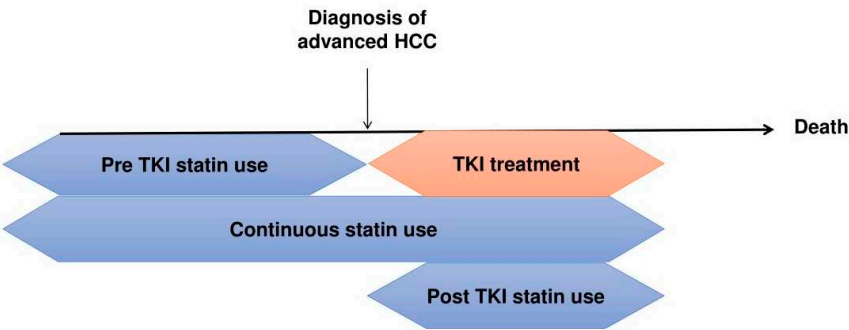 Diagnosis of
advanced HCC
Death
Pre TKI statin use
TKI treatment
Continuous statin use
Post TKI statin use